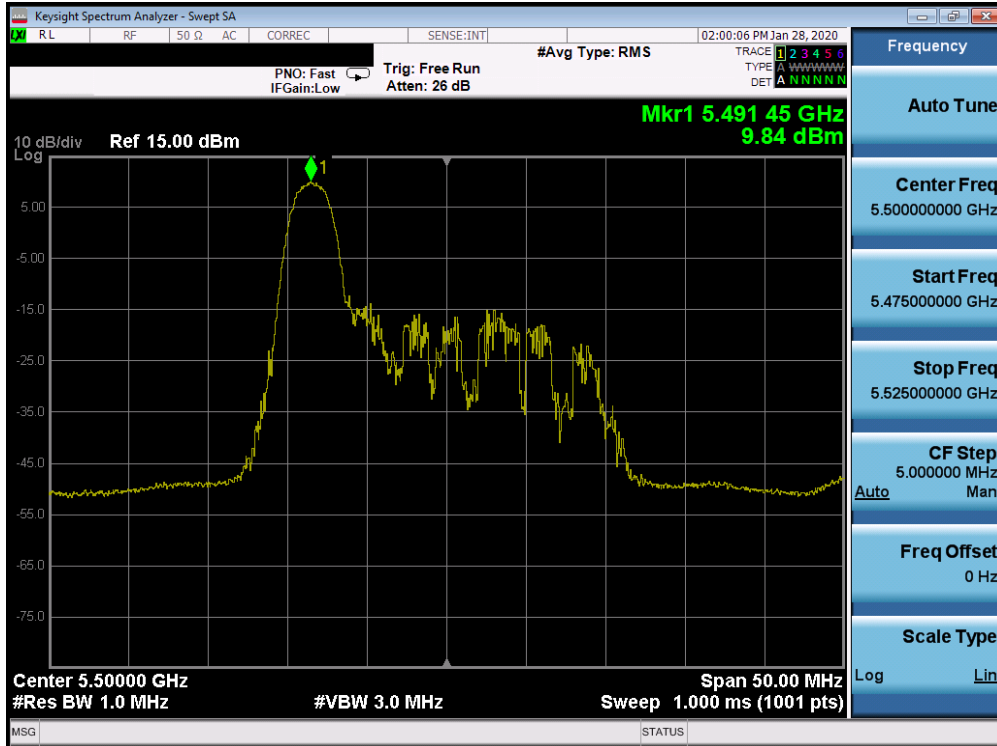 Keysight Spectrum Analyzer - Swept SA
LXI RL RF 50 Ω AC CORREC SENSE:INT 02:00:06 PM Jan 28, 2020
#Avg Type: RMS TRACE 1 2 3 4 5 6
PNO: Fast Trig: Free Run TYPE A WWWWW
IFGain:Low Atten: 26 dB DET A N N N N N
Mkr1 5.491 45 GHz
9.84 dBm
10 dB/div Ref 15.00 dBm
Log
1
5.00
-5.00
-15.0
-25.0
-35.0
-45.0
-55.0
-65.0
-75.0
Center 5.50000 GHz Span 50.00 MHz
#Res BW 1.0 MHz #VBW 3.0 MHz Sweep 1.000 ms (1001 pts)
MSG STATUS
Frequency
Auto Tune
Center Freq
5.500000000 GHz
Start Freq
5.475000000 GHz
Stop Freq
5.525000000 GHz
CF Step
5.000000 MHz
Auto Man
Freq Offset
0 Hz
Scale Type
Log Lin